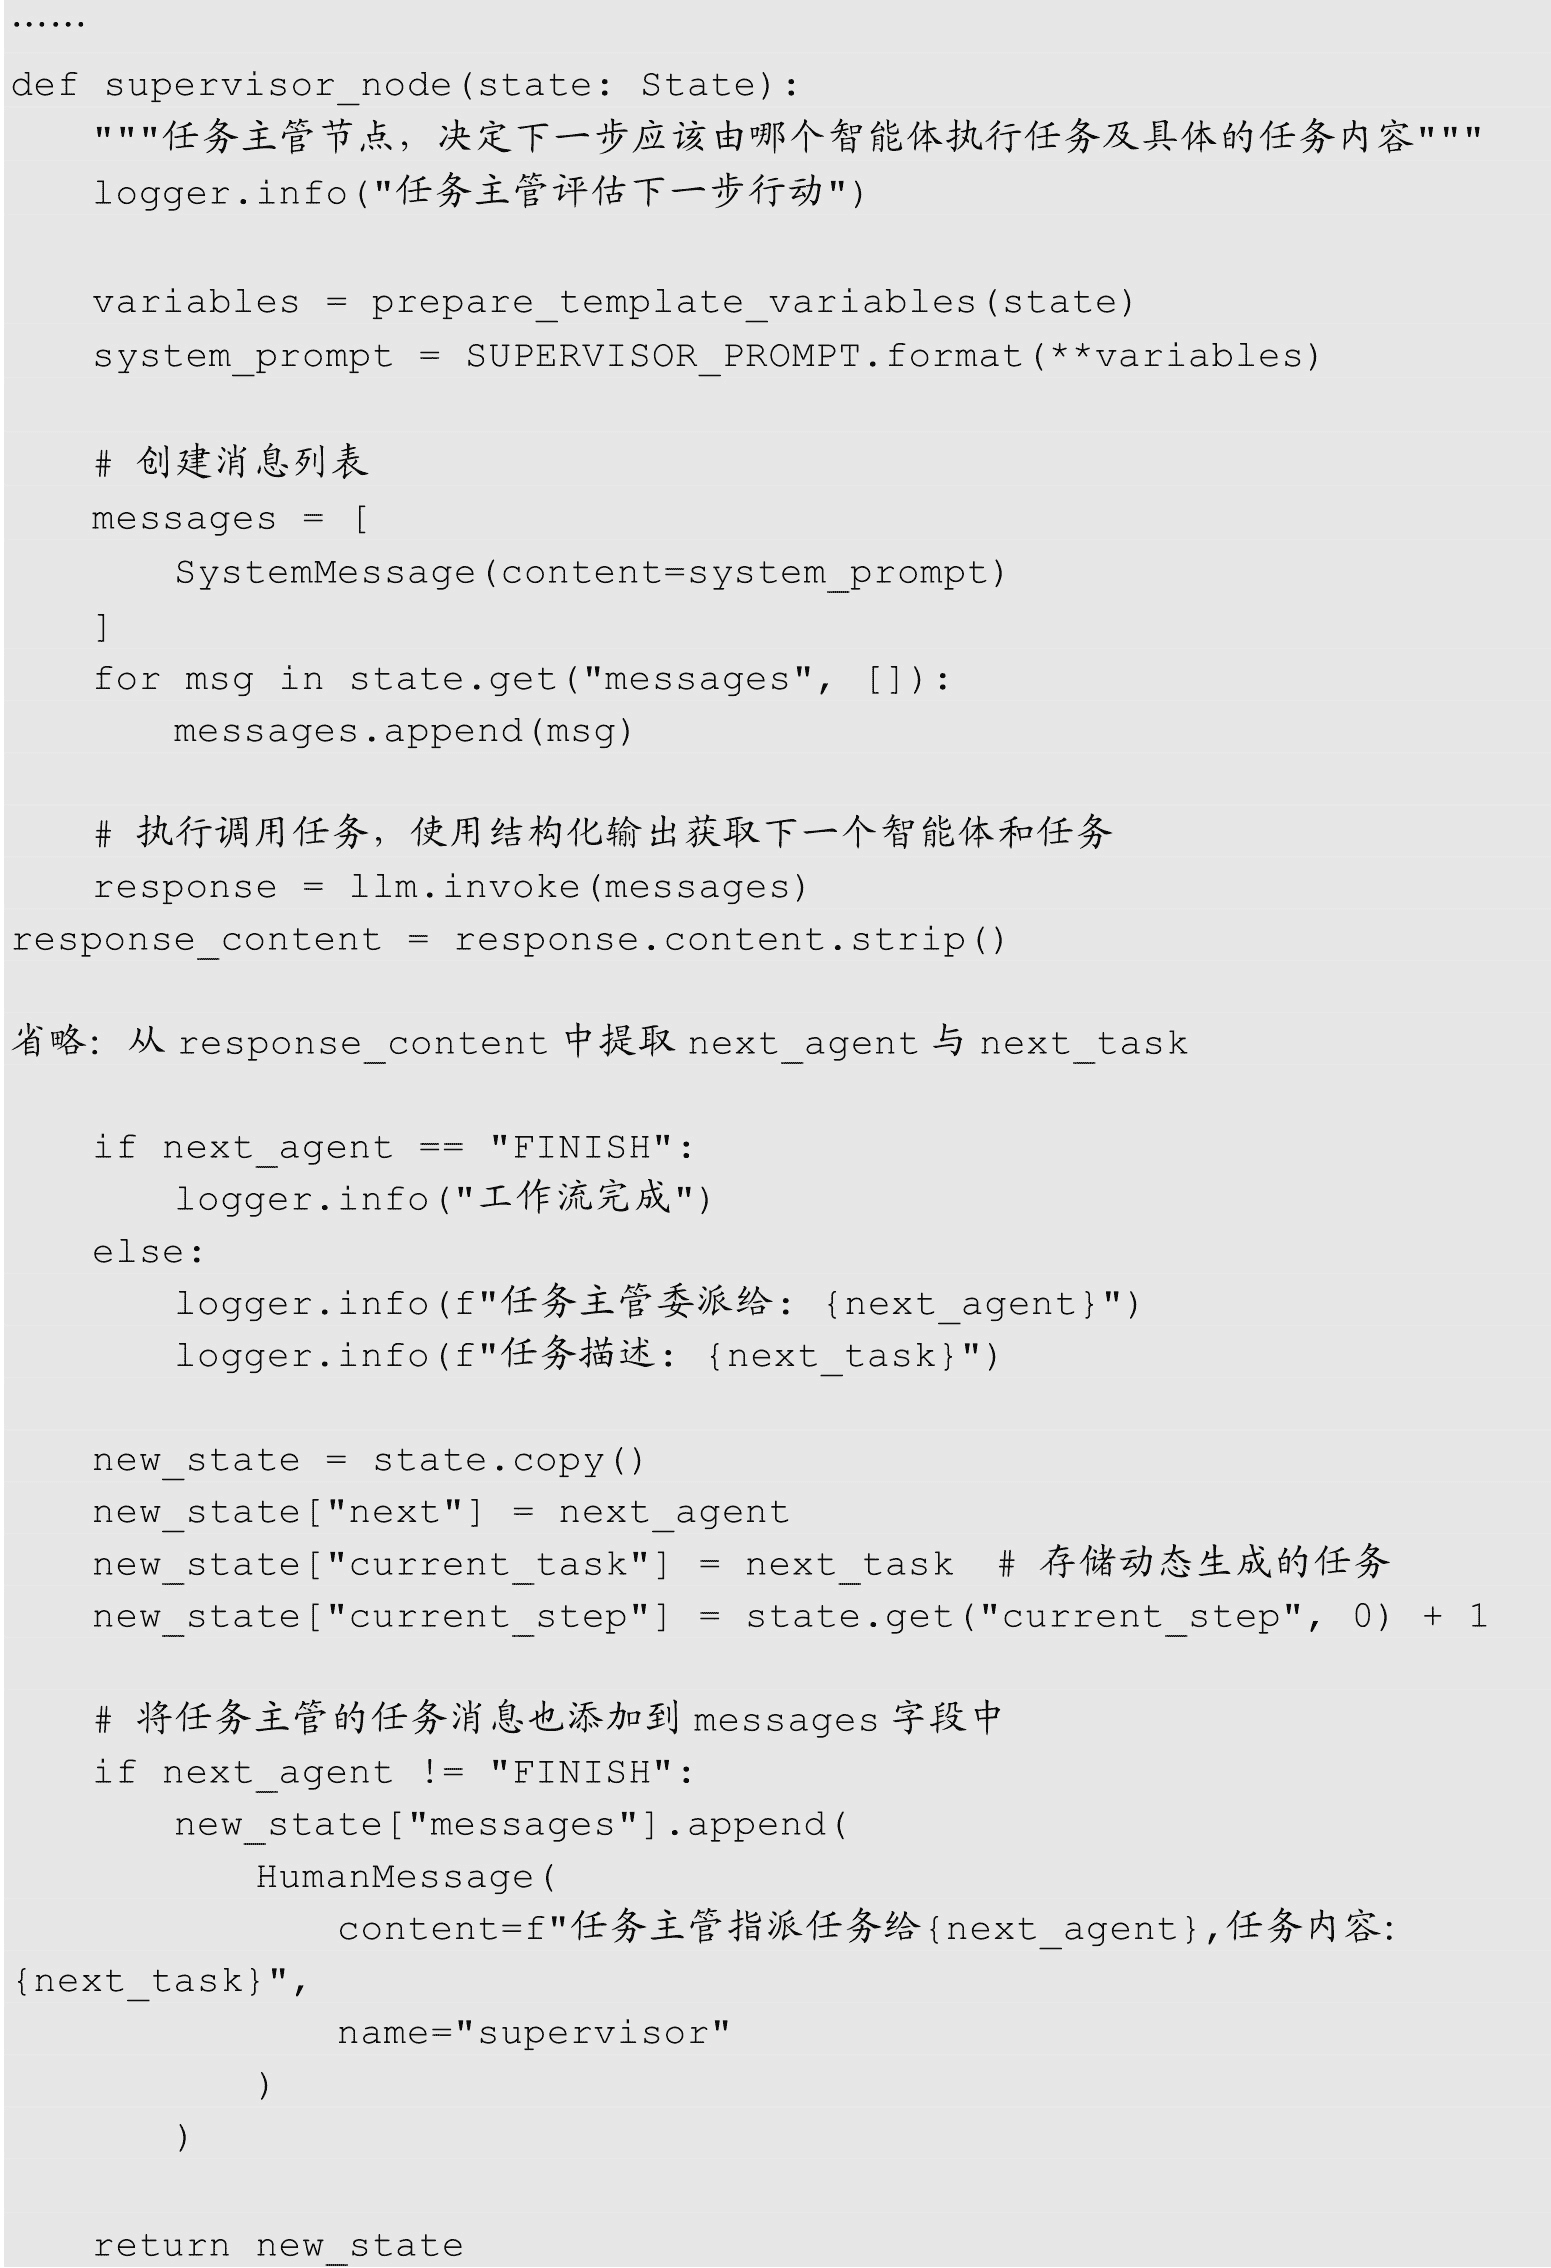 ……
def supervisor_node(state: State):
    """任务主管节点，决定下一步应该由哪个智能体执行任务及具体的任务内容"""
    logger.info("任务主管评估下一步行动")

    variables = prepare_template_variables(state)
    system_prompt = SUPERVISOR_PROMPT.format(**variables)

    # 创建消息列表
    messages = [
        SystemMessage(content=system_prompt)
    ]
    for msg in state.get("messages", []):
        messages.append(msg)

    # 执行调用任务，使用结构化输出获取下一个智能体和任务
    response = llm.invoke(messages)
response_content = response.content.strip()

省略：从 response_content 中提取 next_agent 与 next_task

    if next_agent == "FINISH":
        logger.info("工作流完成")
    else:
        logger.info(f"任务主管委派给：{next_agent}")
        logger.info(f"任务描述：{next_task}")

    new_state = state.copy()
    new_state["next"] = next_agent
    new_state["current_task"] = next_task  # 存储动态生成的任务
    new_state["current_step"] = state.get("current_step", 0) + 1

    # 将任务主管的任务消息也添加到 messages 字段中
    if next_agent != "FINISH":
        new_state["messages"].append(
            HumanMessage(
                content=f"任务主管指派任务给{next_agent},任务内容：
{next_task}",
                name="supervisor"
            )
        )

    return new_state